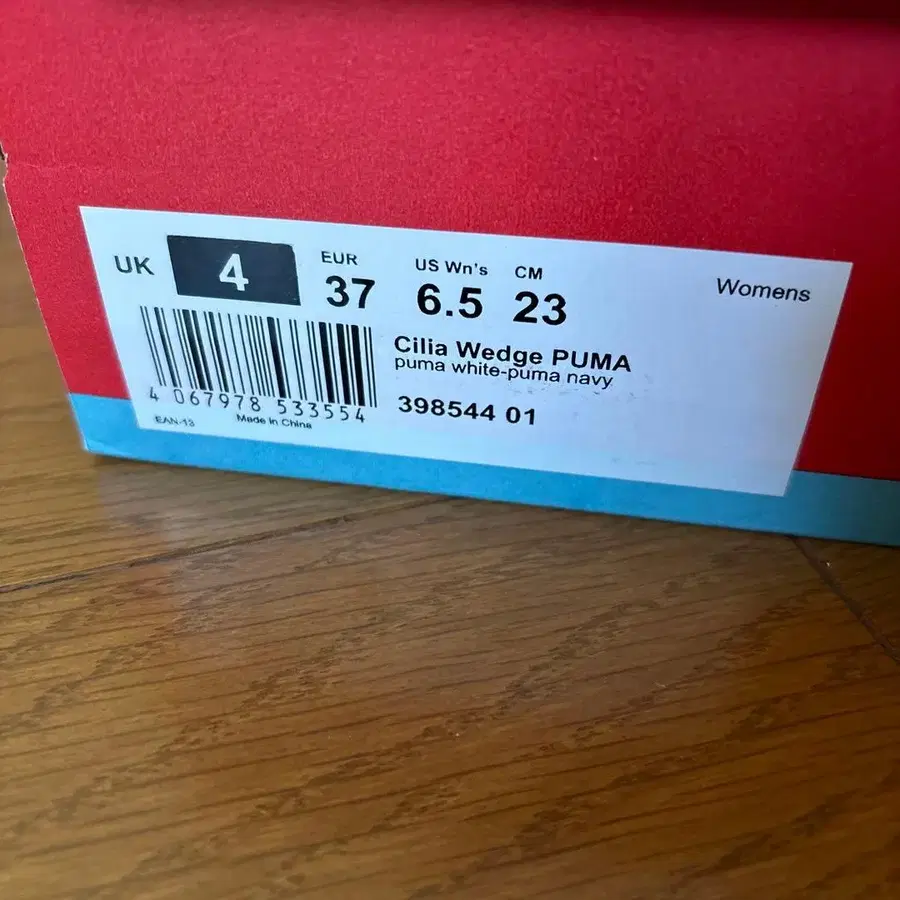 UK 4 EUR 37 US Wn's 6.5 CM 23 Womens
Cilia Wedge PUMA
puma white-puma navy
398544 01
4 067978 533554
EAN-13 Made in China